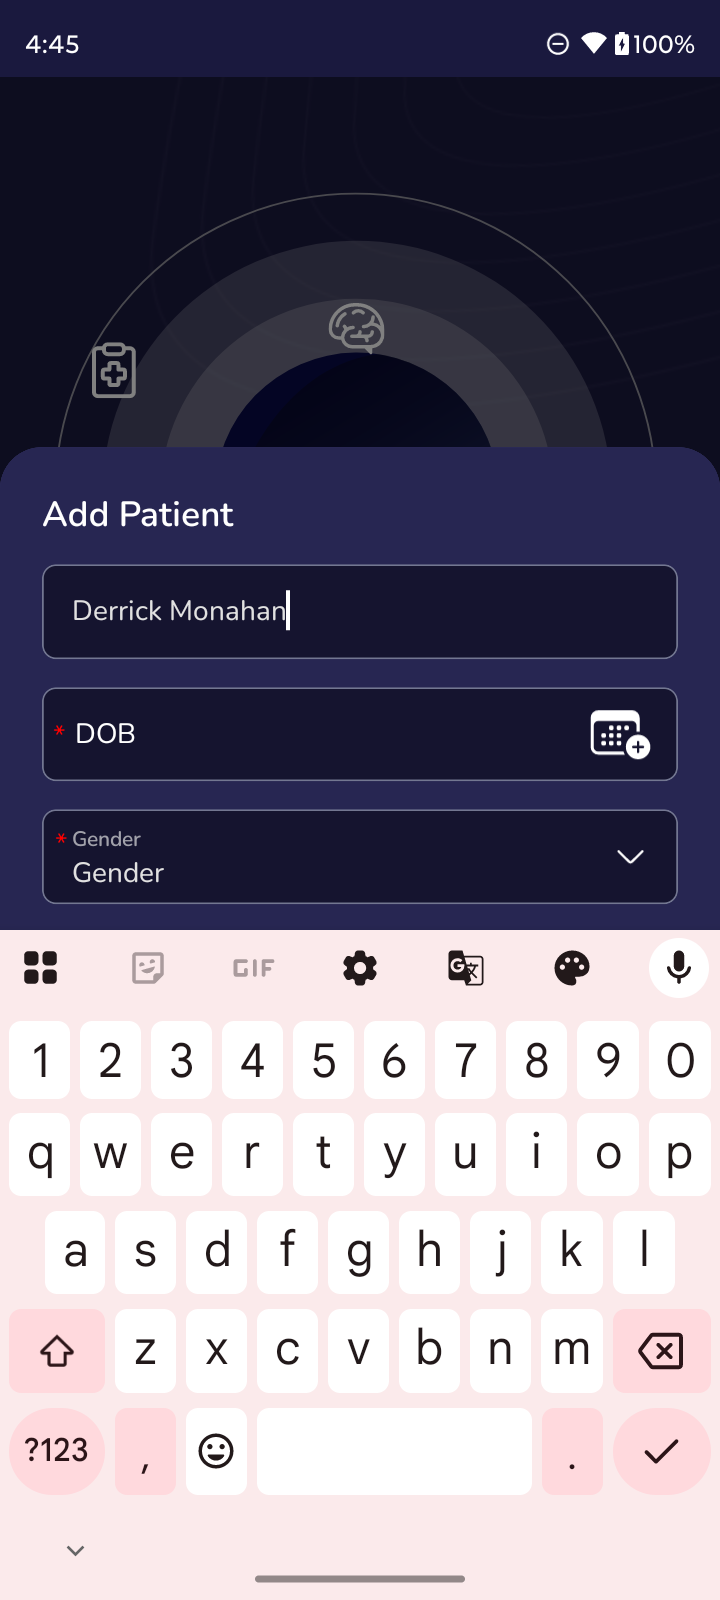 4:45
100%
Add Patient
Derrick Monahan
* DOB
* Gender
Gender
GIF
G 文
1 2 3 4 5 6 7 8 9 0
q w e r t y u i o p
a s d f g h j k l
z x c v b n m
?123 , .